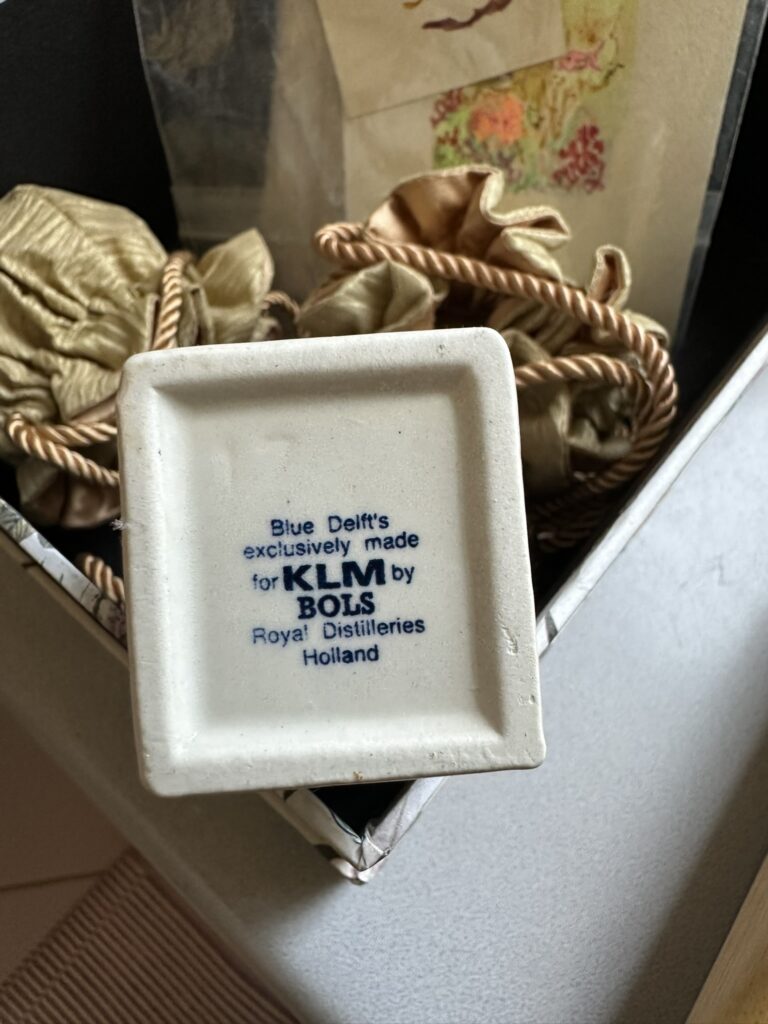 Blue Delft's
exclusively made
for KLM by
BOLS
Royal Distilleries
Holland